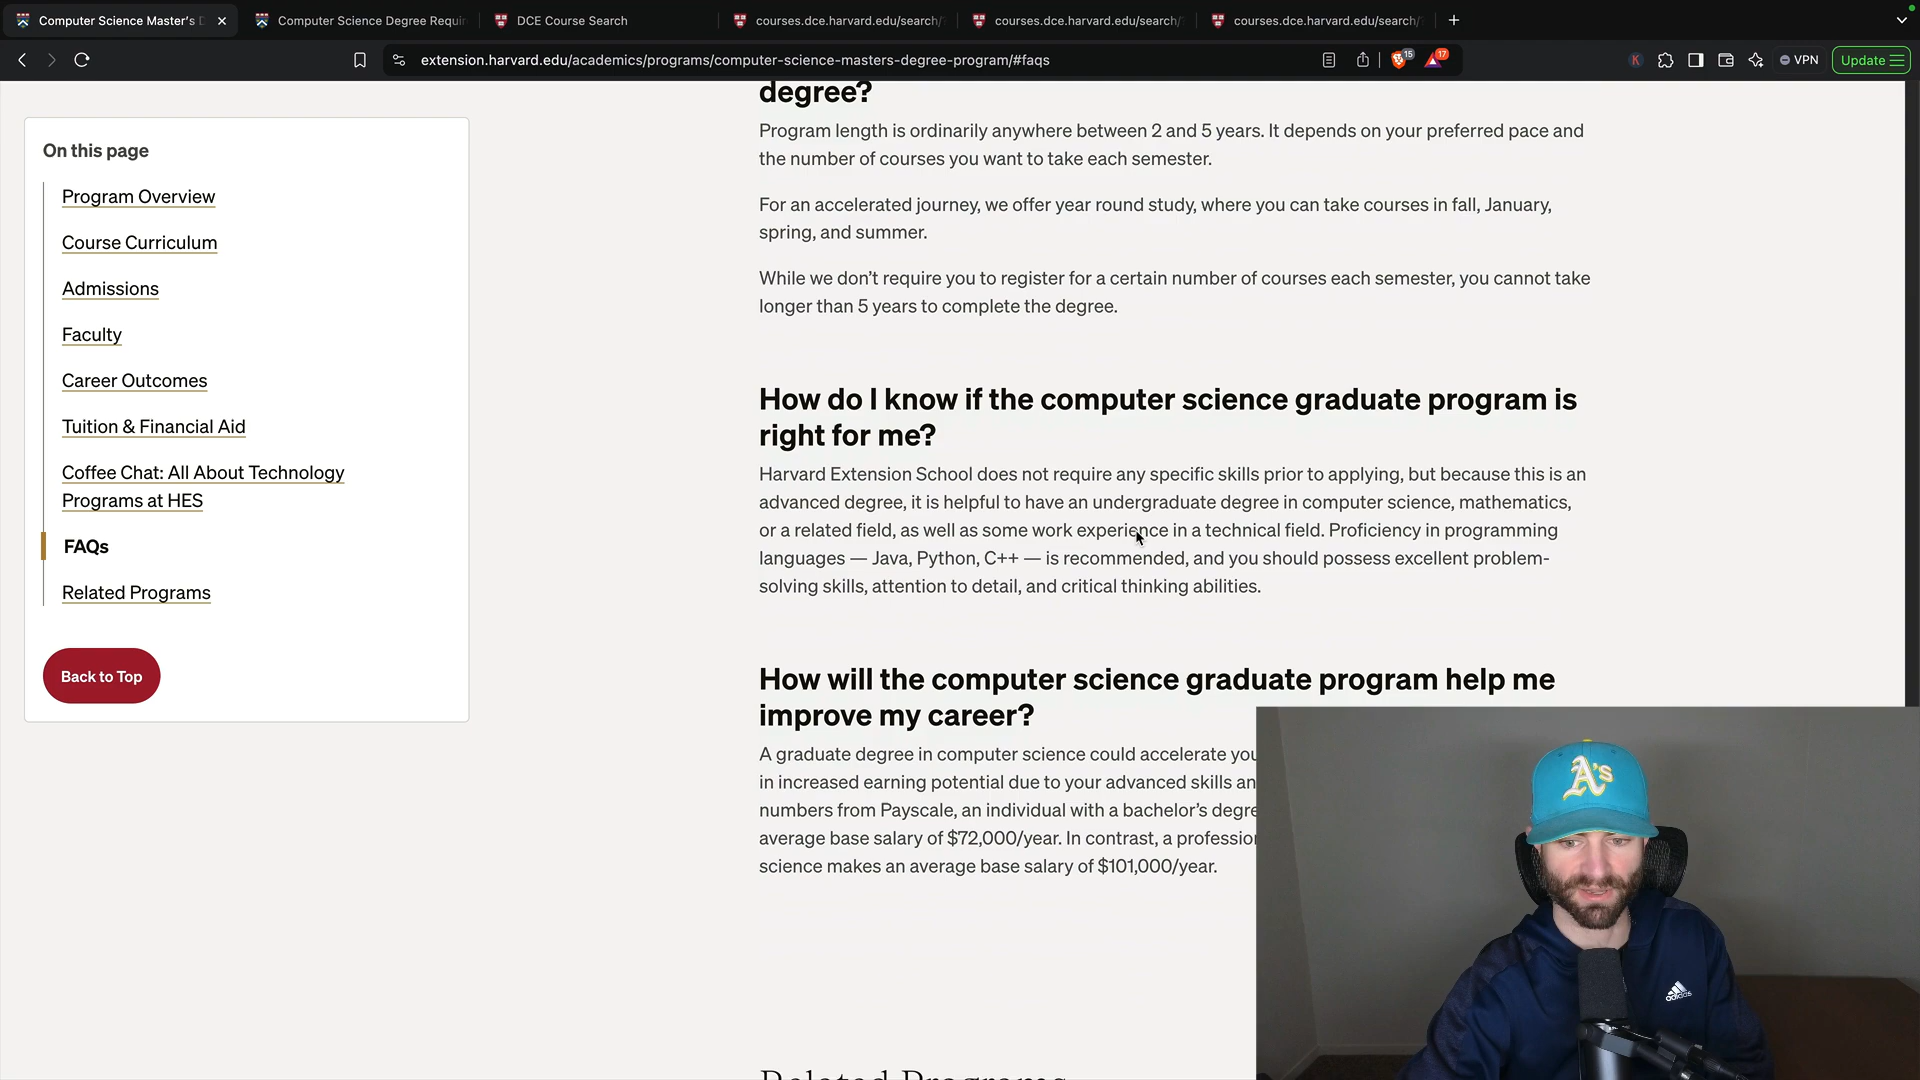 Computer Science Master's D
Computer Science Degree Requir
DCE Course Search
courses.dce.harvard.edu/search/
courses.dce.harvard.edu/search/
courses.dce.harvard.edu/search/
extension.harvard.edu/academics/programs/computer-science-masters-degree-program/#faqs
15
17
K
VPN
Update
On this page
Program Overview
Course Curriculum
Admissions
Faculty
Career Outcomes
Tuition & Financial Aid
Coffee Chat: All About Technology
Programs at HES
FAQs
Related Programs
Back to Top
degree?
Program length is ordinarily anywhere between 2 and 5 years. It depends on your preferred pace and
the number of courses you want to take each semester.
For an accelerated journey, we offer year round study, where you can take courses in fall, January,
spring, and summer.
While we don't require you to register for a certain number of courses each semester, you cannot take
longer than 5 years to complete the degree.
How do I know if the computer science graduate program is
right for me?
Harvard Extension School does not require any specific skills prior to applying, but because this is an
advanced degree, it is helpful to have an undergraduate degree in computer science, mathematics,
or a related field, as well as some work experience in a technical field. Proficiency in programming
languages — Java, Python, C++ — is recommended, and you should possess excellent problem-
solving skills, attention to detail, and critical thinking abilities.
How will the computer science graduate program help me
improve my career?
A graduate degree in computer science could accelerate you
in increased earning potential due to your advanced skills an
numbers from Payscale, an individual with a bachelor's degre
average base salary of $72,000/year. In contrast, a profession
science makes an average base salary of $101,000/year.
Related Programs
A's
adidas